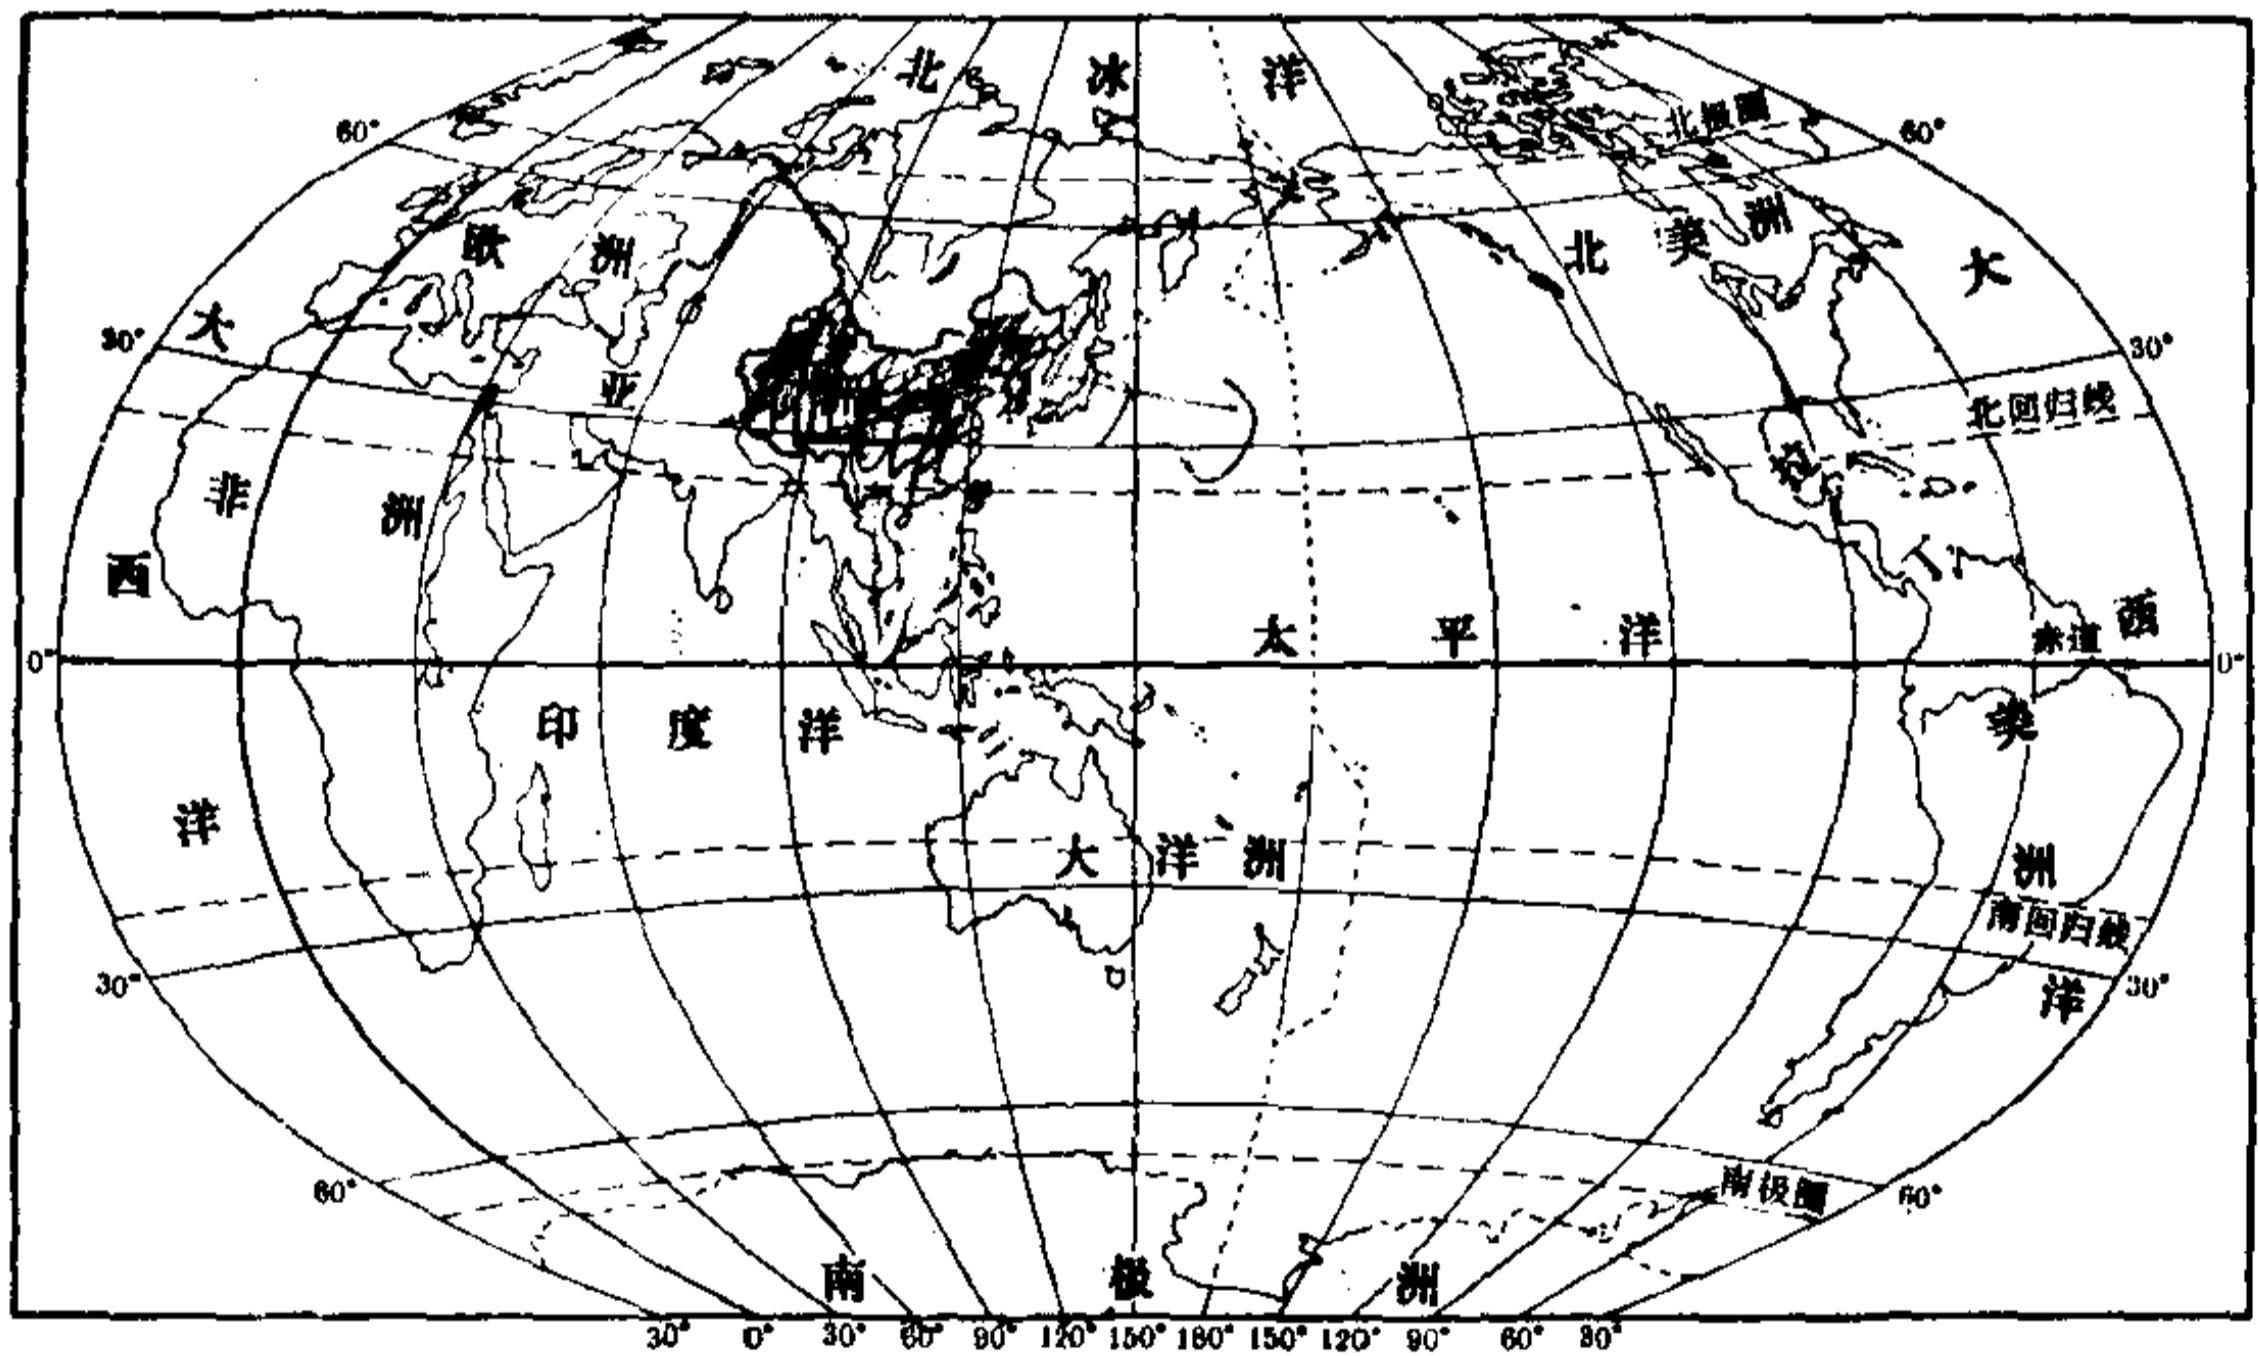 北 冰 洋
北极圈
60° 60°
欧 洲
北 美 洲
大
大
30° 30°
亚
北回归线
非 洲
西
西
太 平 洋
赤道
0° 0°
印 度 洋
美
洋
大 洋 洲
洲
南回归线
洋
30° 30°
60° 60°
南极圈
南 极 洲
30° 0° 30° 60° 90° 120° 150° 180° 150° 120° 90° 60° 30°